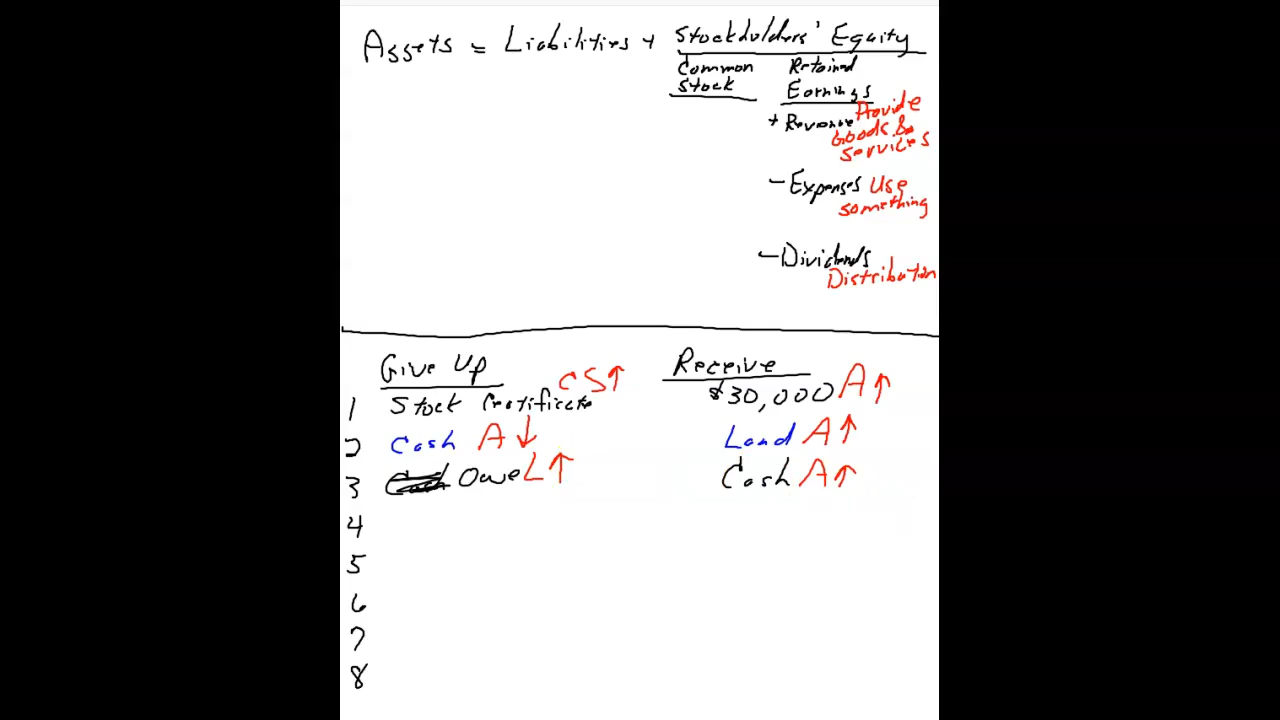 Assets = Liabilities + Stockholders' Equity
Common Retained
Stock Earnings
+ Revenue Provide
Goods &
Services
- Expenses Use
something
- Dividends
Distribution
Give Up Receive
1 Stock Certificate CS↑ $30,000 A↑
2 Cash A↓ Land A↑
3 Owe L↑ Cash A↑
4
5
6
7
8